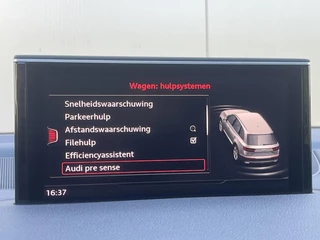 Wagen: hulpsystemen
Snelheidswaarschuwing
Parkeerhulp
Afstandswaarschuwing
Filehulp
Efficiencyassistent
Audi pre sense
16:37